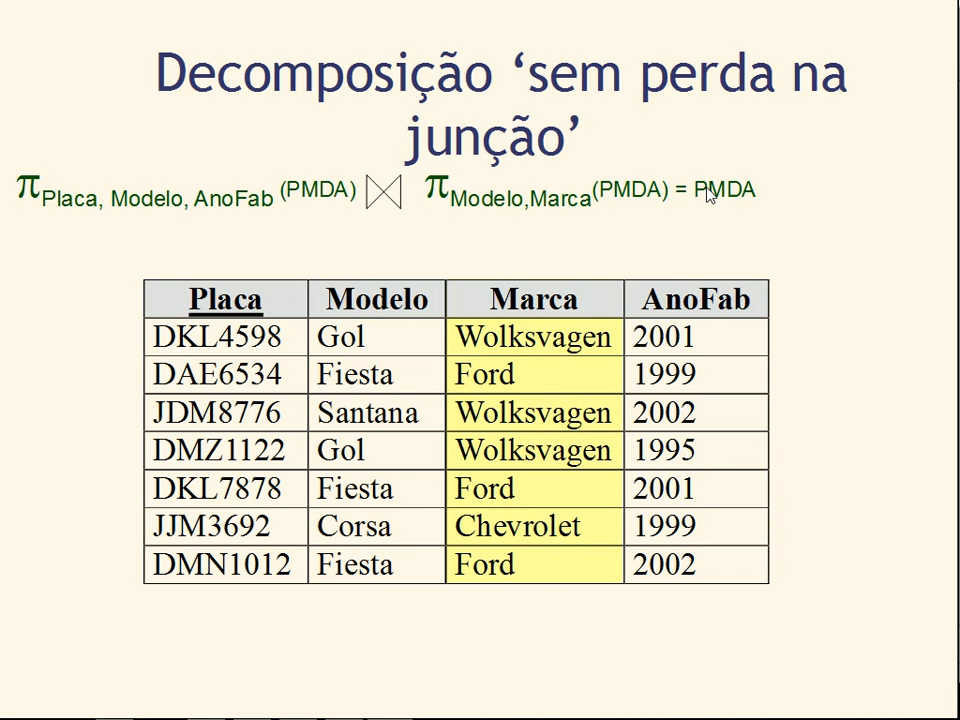 Decomposição ‘sem perda na
junção’
π Placa, Modelo, AnoFab (PMDA) ⋈ π Modelo,Marca (PMDA) = PMDA
Placa Modelo Marca AnoFab
DKL4598 Gol Wolksvagen 2001
DAE6534 Fiesta Ford 1999
JDM8776 Santana Wolksvagen 2002
DMZ1122 Gol Wolksvagen 1995
DKL7878 Fiesta Ford 2001
JJM3692 Corsa Chevrolet 1999
DMN1012 Fiesta Ford 2002